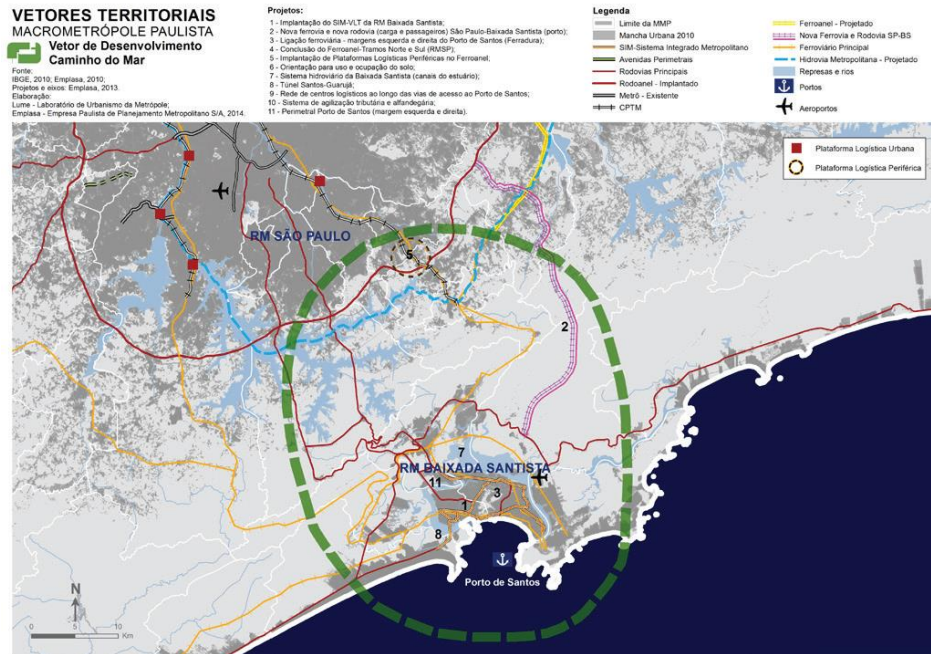 VETORES TERRITORIAIS
MACROMETRÓPOLE PAULISTA
Vetor de Desenvolvimento
Caminho do Mar
Fonte:
IBGE, 2010; Emplasa, 2010;
Projetos e eixos: Emplasa, 2013.
Elaboração:
Lume - Laboratório de Urbanismo da Metrópole;
Emplasa - Empresa Paulista de Planejamento Metropolitano S/A, 2014.
Projetos:
1 - Implantação do SIM-VLT da RM Baixada Santista;
2 - Nova ferrovia e nova rodovia (carga e passageiros) São Paulo-Baixada Santista (porto);
3 - Ligação ferroviária - margens esquerda e direita do Porto de Santos (Ferradura);
4 - Conclusão do Ferroanel-Tramos Norte e Sul (RMSP);
5 - Implantação de Plataformas Logísticas Periféricas no Ferroanel;
6 - Orientação para uso e ocupação do solo;
7 - Sistema hidroviário da Baixada Santista (canais do estuário);
8 - Túnel Santos-Guarujá;
9 - Rede de centros logísticos ao longo das vias de acesso ao Porto de Santos;
10 - Sistema de agilização tributária e alfandegária;
11 - Perimetral Porto de Santos (margem esquerda e direita).
Legenda
Limite da MMP
Mancha Urbana 2010
SIM-Sistema Integrado Metropolitano
Avenidas Perimetrais
Rodovias Principais
Rodoanel - Implantado
Metrô - Existente
CPTM
Ferroanel - Projetado
Nova Ferrovia e Rodovia SP-BS
Ferroviário Principal
Hidrovia Metropolitana - Projetado
Represas e rios
Portos
Aeroportos
Plataforma Logística Urbana
Plataforma Logística Periférica
RM SÃO PAULO
5
2
7
RM BAIXADA SANTISTA
11
3
1
8
Porto de Santos
N
0 5 10
Km